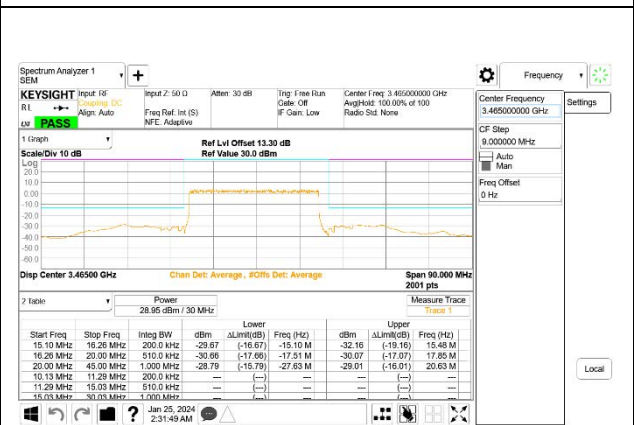 Spectrum Analyzer 1
SEM
+
Frequency
KEYSIGHT Input: RF Input Z: 50 Ω Atten: 30 dB Trig: Free Run Center Freq: 3.465000000 GHz
RL Coupling: DC Gate: Off Avg|Hold: 100.00% of 100
Align: Auto Freq Ref: Int (S) IF Gain: Low Radio Std: None
PASS NFE: Adaptive
Center Frequency
3.465000000 GHz
Settings
CF Step
9.000000 MHz
Auto
Man
Freq Offset
0 Hz
1 Graph
Scale/Div 10 dB
Ref Lvl Offset 13.30 dB
Ref Value 30.0 dBm
Log
20.0
10.0
0.00
-10.0
-20.0
-30.0
-40.0
-50.0
-60.0
Disp Center 3.46500 GHz Chan Det: Average , #Offs Det: Average Span 90.000 MHz
2001 pts
2 Table
Power
28.95 dBm / 30 MHz
Measure Trace
Trace 1
Lower Upper
Start Freq Stop Freq Integ BW dBm ΔLimit(dB) Freq (Hz) dBm ΔLimit(dB) Freq (Hz)
15.10 MHz 16.26 MHz 200.0 kHz -29.67 (-16.67) -15.10 M -32.16 (-19.16) 15.48 M
16.26 MHz 20.00 MHz 510.0 kHz -30.66 (-17.66) -17.51 M -30.07 (-17.07) 17.85 M
20.00 MHz 45.00 MHz 1.000 MHz -28.79 (-15.79) -27.63 M -29.01 (-16.01) 20.63 M
10.13 MHz 11.29 MHz 200.0 kHz --- (---) --- (---)
11.29 MHz 15.03 MHz 510.0 kHz --- (---) --- (---)
15.03 MHz 30.03 MHz 1.000 MHz --- (---) --- (---)
Local
?
Jan 25, 2024
2:31:49 AM